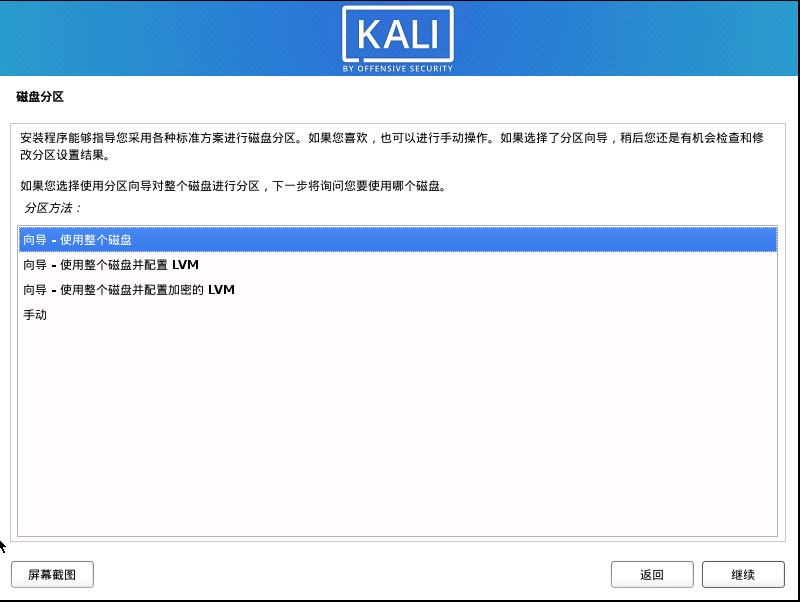 KALI
BY OFFENSIVE SECURITY
磁盘分区
安装程序能够指导您采用各种标准方案进行磁盘分区。如果您喜欢，也可以进行手动操作。如果选择了分区向导，稍后您还是有机会检查和修
改分区设置结果。
如果您选择使用分区向导对整个磁盘进行分区，下一步将询问您要使用哪个磁盘。
分区方法：
向导 - 使用整个磁盘
向导 - 使用整个磁盘并配置 LVM
向导 - 使用整个磁盘并配置加密的 LVM
手动
屏幕截图
返回
继续